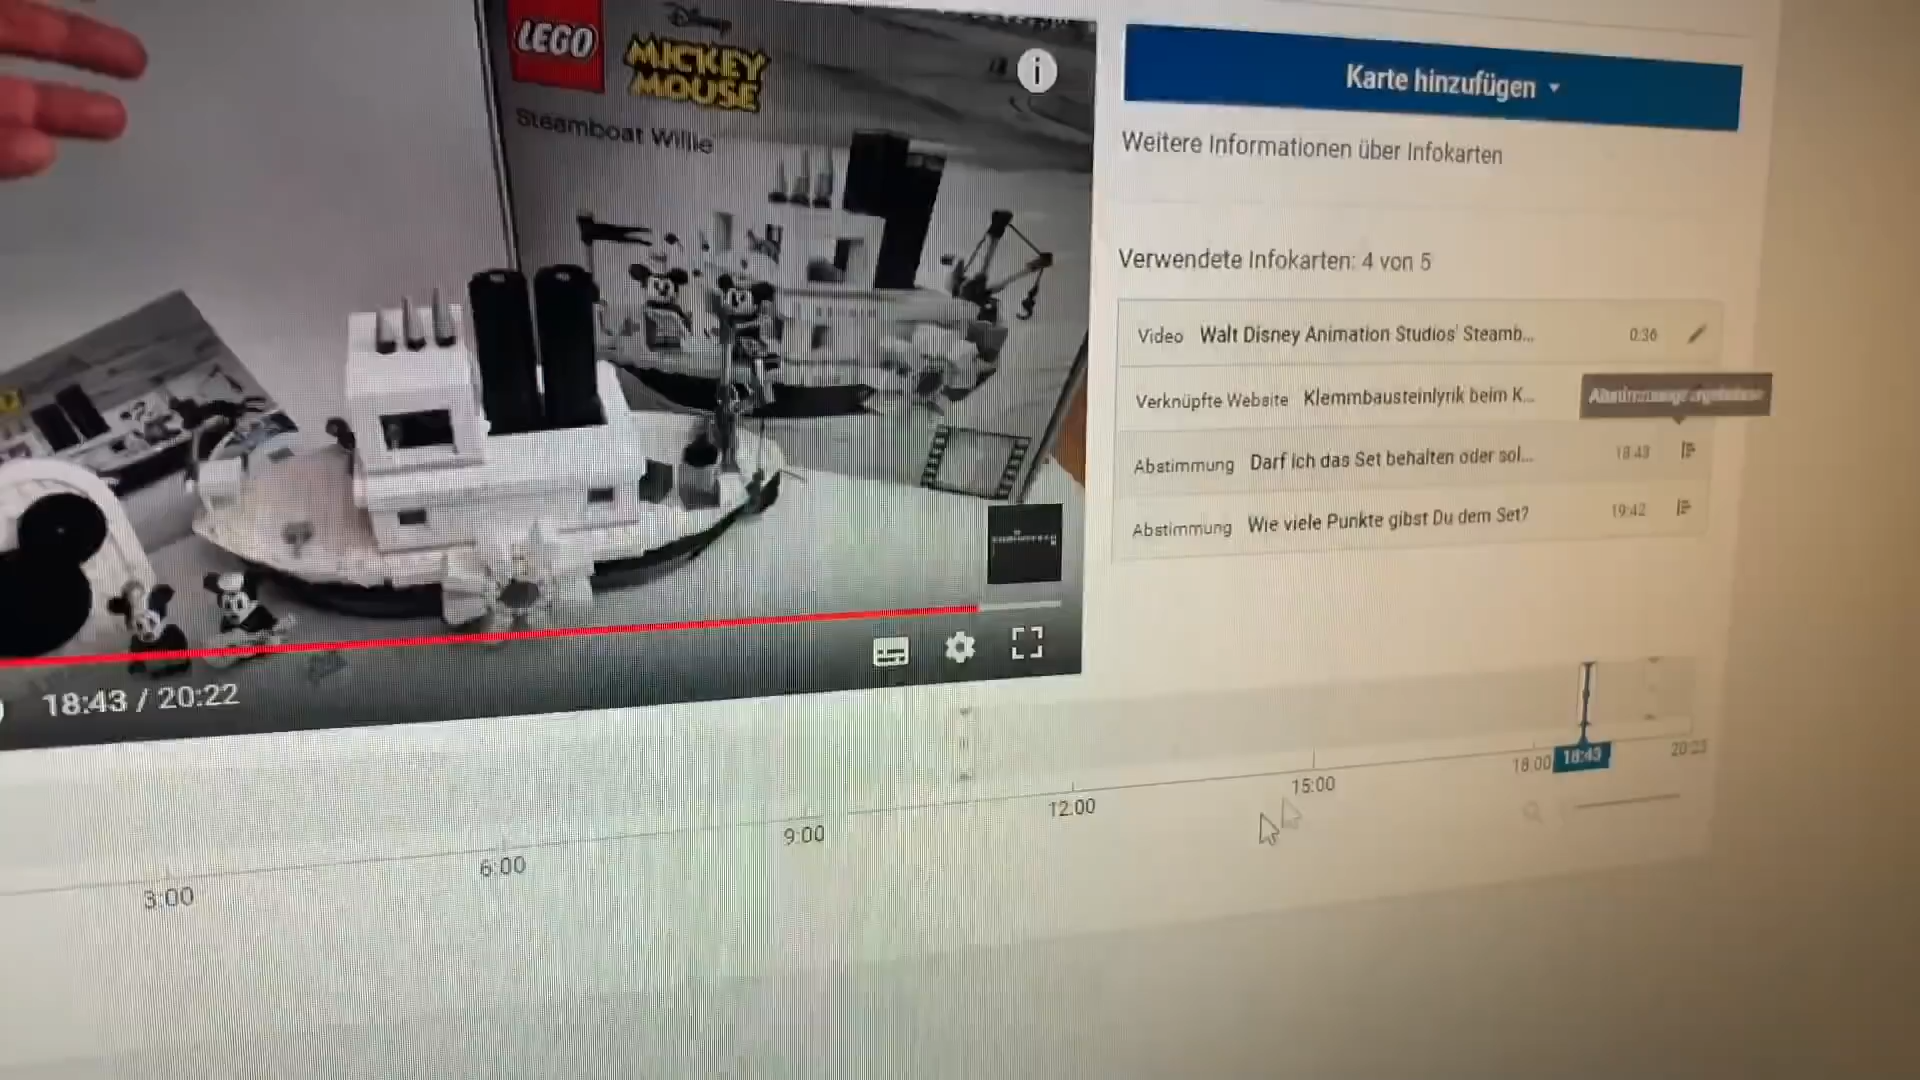 LEGO
Disney
MICKEY
MOUSE
Steamboat Willie
i
18:43 / 20:22
Karte hinzufügen
Weitere Informationen über Infokarten
Verwendete Infokarten: 4 von 5
Video Walt Disney Animation Studios' Steamb... 0:36
Verknüpfte Website Klemmbausteinlyrik beim K...
Abstimmungsergebnisse
Abstimmung Darf ich das Set behalten oder sol... 18:43
Abstimmung Wie viele Punkte gibst Du dem Set? 19:42
3:00 6:00 9:00 12:00 15:00 18:00 18:43 20:23